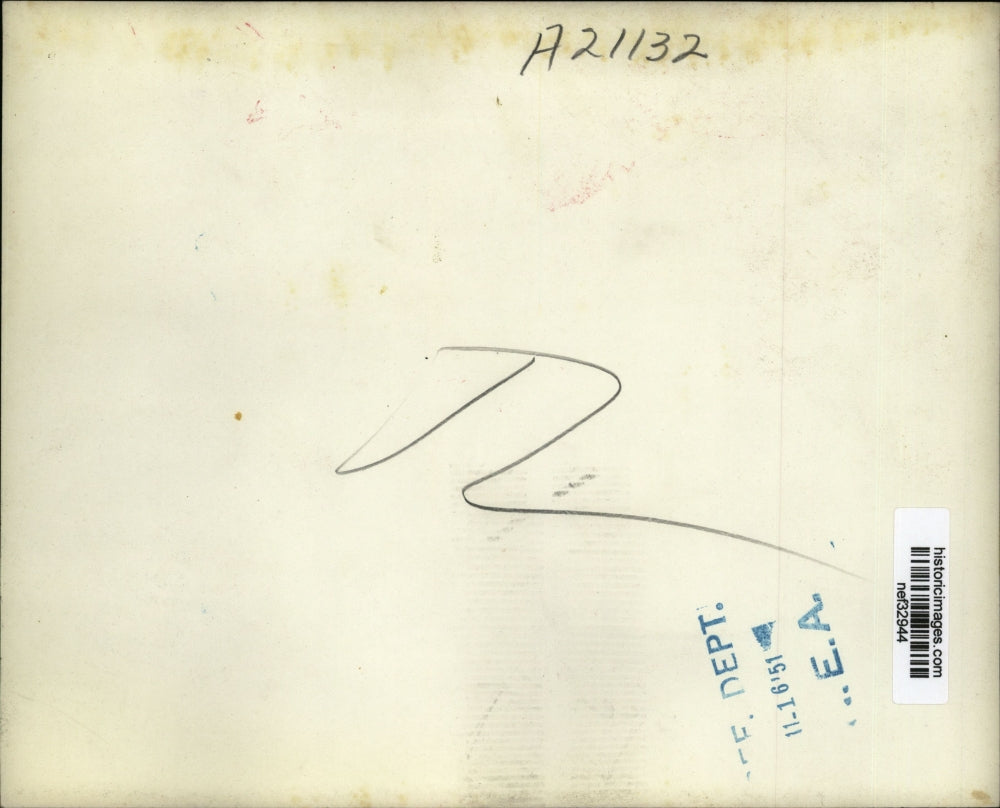 A21132
DEPT.
11-16'51
E.A.
historicimages.com
nef32944